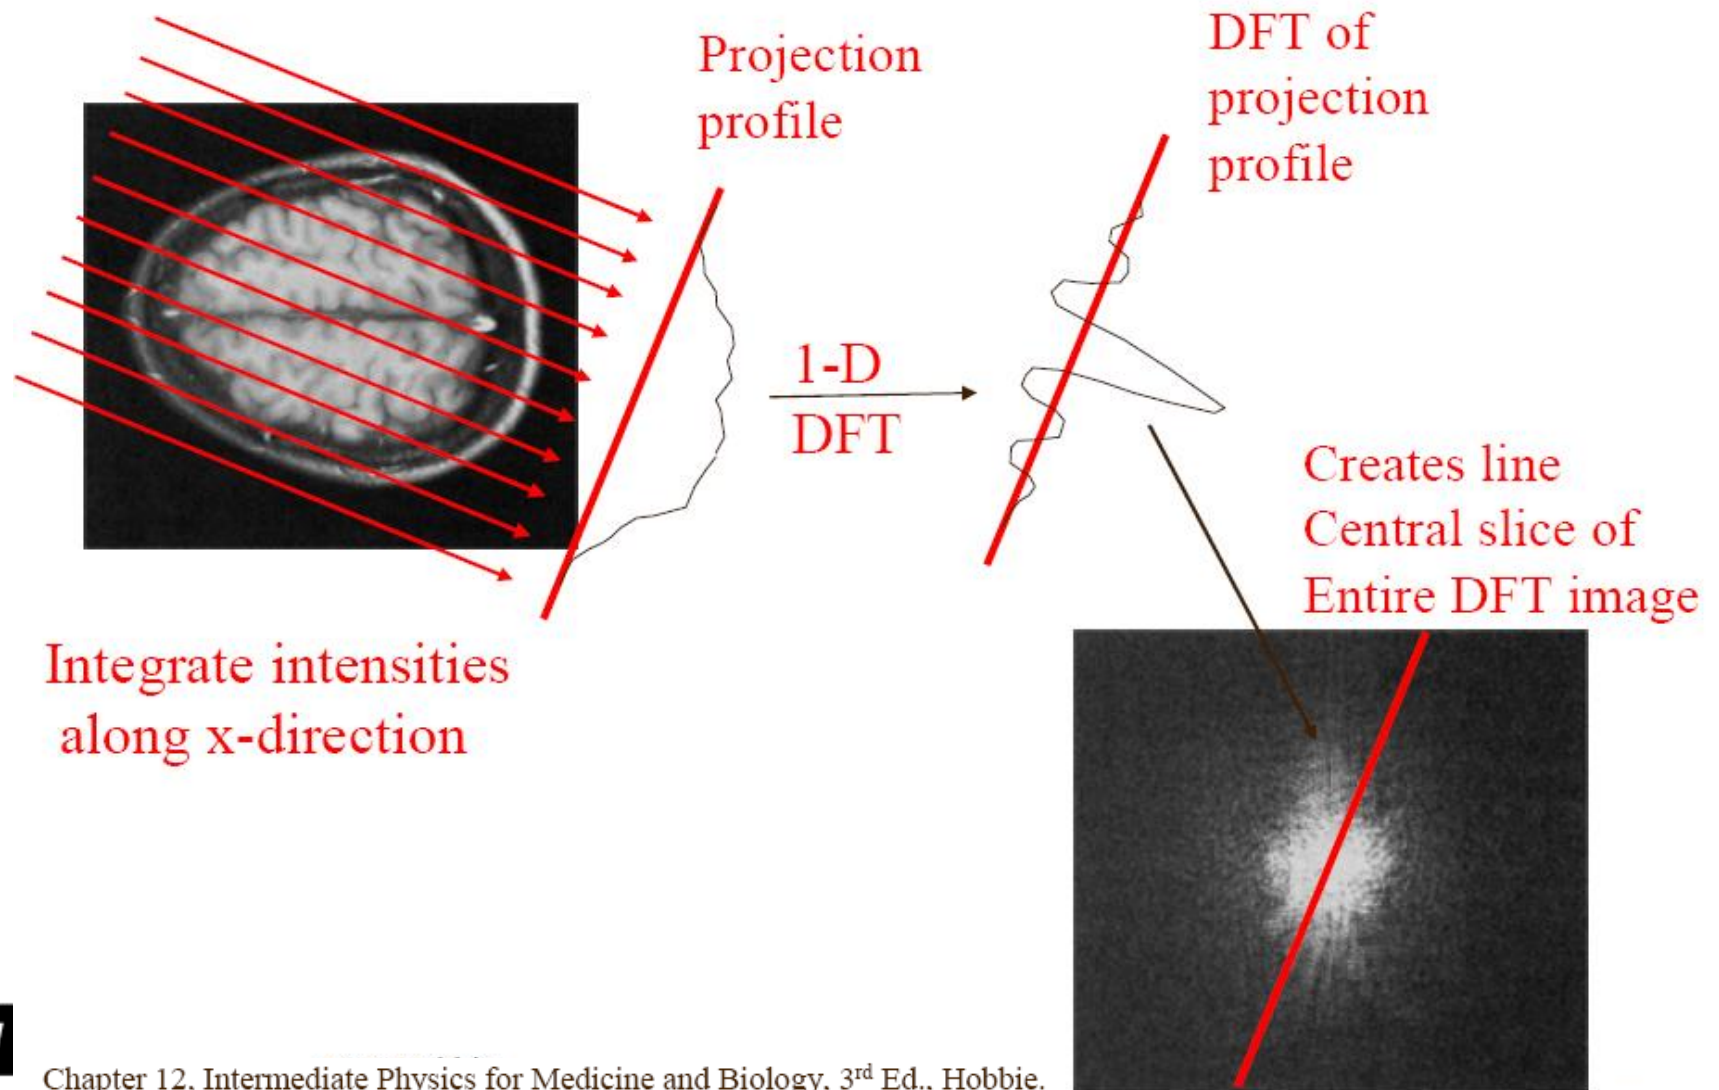 Projection
profile
DFT of
projection
profile
1-D
DFT
Creates line
Central slice of
Entire DFT image
Integrate intensities
along x-direction
Chapter 12, Intermediate Physics for Medicine and Biology, 3rd Ed., Hobbie.